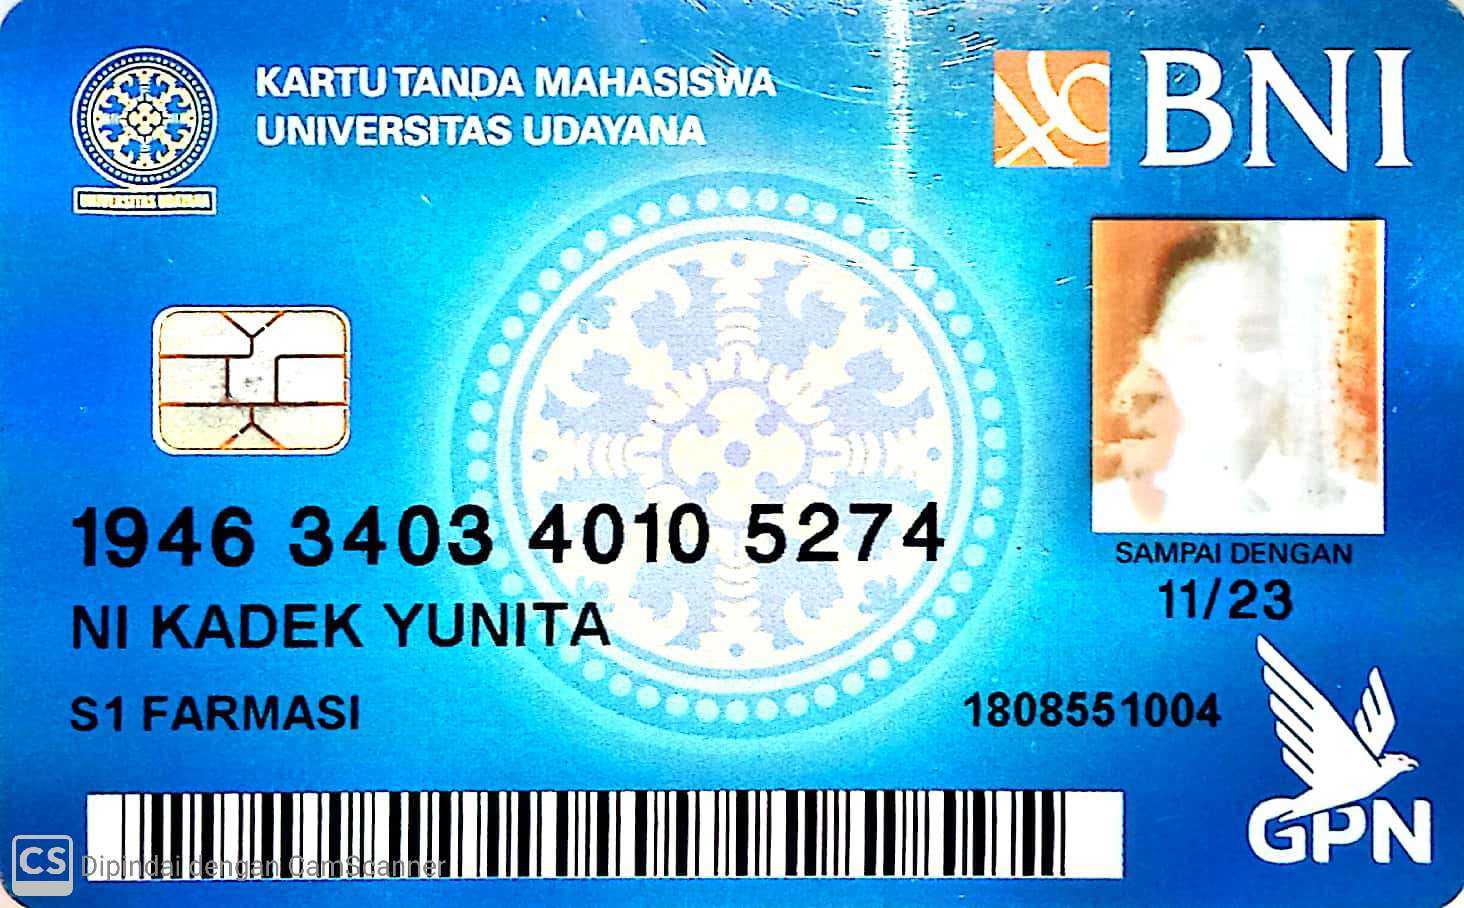 KARTU TANDA MAHASISWA
UNIVERSITAS UDAYANA
BNI
UNIVERSITAS UDAYANA
1946 3403 4010 5274
SAMPAI DENGAN
11/23
NI KADEK YUNITA
S1 FARMASI
1808551004
GPN
CS Dipindai dengan CamScanner